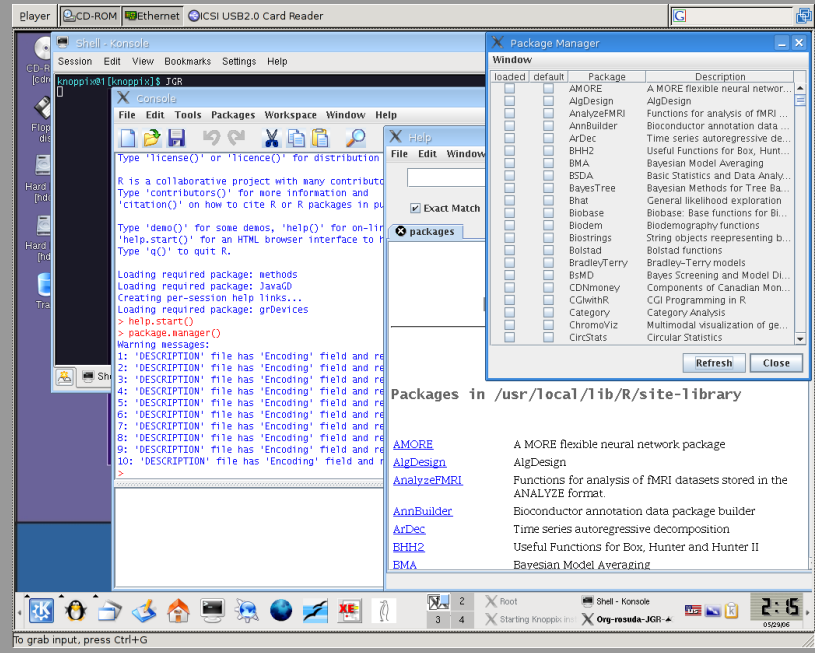 Player CD-ROM Ethernet ICSI USB2.0 Card Reader
Shell - Konsole
Session Edit View Bookmarks Settings Help
knoppix@1[knoppix]$ JGR
Console
File Edit Tools Packages Workspace Window
Type 'license()' or 'licence()' for distribution
R is a collaborative project with many
Type 'contributors()' for more information and
'citation()' on how to cite R or R packages in
Type 'demo()' for some demos, 'help()' for
'help.start()' for an HTML browser interface to
Type 'q()' to quit R.
Loading required package: methods
Loading required package: JavaGD
Creating per-session help links...
Loading required package: grDevices
> help.start()
> package.manager()
Warning messages:
1: 'DESCRIPTION' file has 'Encoding' field and re
2: 'DESCRIPTION' file has 'Encoding' field and re
3: 'DESCRIPTION' file has 'Encoding' field and re
4: 'DESCRIPTION' file has 'Encoding' field and re
5: 'DESCRIPTION' file has 'Encoding' field and re
6: 'DESCRIPTION' file has 'Encoding' field and re
7: 'DESCRIPTION' file has 'Encoding' field and re
8: 'DESCRIPTION' file has 'Encoding' field and re
9: 'DESCRIPTION' file has 'Encoding' field and re
10: 'DESCRIPTION' file has 'Encoding' field and
>
Help
File Edit Window
Exact Match
packages
Packages in /usr/local/lib/R/site-library
AMORE A MORE flexible neural network package
AlgDesign AlgDesign
AnalyzeFMRI Functions for analysis of fMRI datasets stored in the
ANALYZE format.
AnnBuilder Bioconductor annotation data package builder
ArDec Time series autoregressive decomposition
BHH2 Useful Functions for Box, Hunter and Hunter II
BMA Bayesian Model Averaging
Package Manager
Window
loaded default Package Description
AMORE A MORE flexible neural networ...
AlgDesign AlgDesign
AnalyzeFMRI Functions for analysis of fMRI ...
AnnBuilder Bioconductor annotation data ...
ArDec Time series autoregressive de...
BHH2 Useful Functions for Box, Hunt...
BMA Bayesian Model Averaging
BSDA Basic Statistics and Data Analy...
BayesTree Bayesian Methods for Tree Ba...
Bhat General likelihood exploration
Biobase Biobase: Base functions for Bi...
Biodem Biodemography functions
Biostrings String objects reepresenting b...
Bolstad Bolstad functions
BradleyTerry Bradley-Terry models
BsMD Bayes Screening and Model Di...
CDNmoney Components of Canadian Mon...
CGIwithR CGI Programming in R
Category Category Analysis
ChromoViz Multimodal visualization of ge...
CircStats Circular Statistics
Refresh Close
2 Root Shell - Konsole
3 4 Starting Knoppix Org-rosuda-JGR-
2:15
05/29/06
To grab input, press Ctrl+G